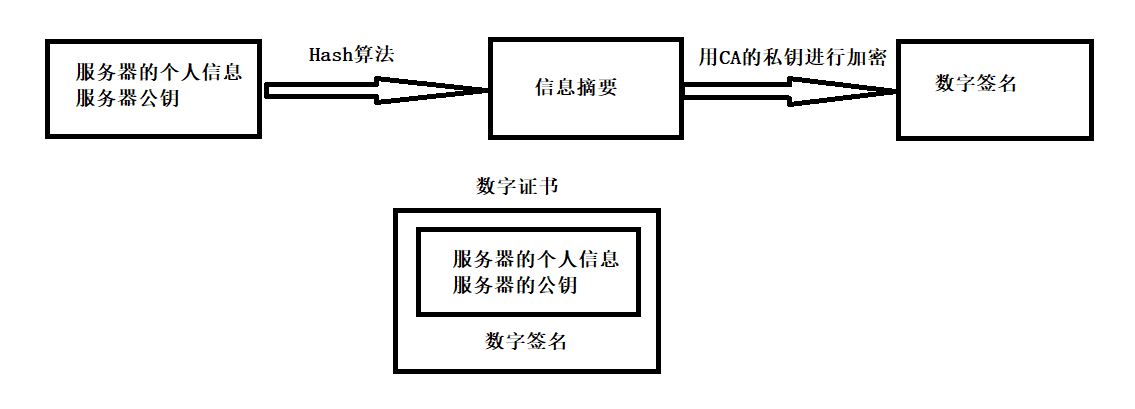 服务器的个人信息
服务器公钥
Hash算法
信息摘要
用CA的私钥进行加密
数字签名
数字证书
服务器的个人信息
服务器的公钥
数字签名